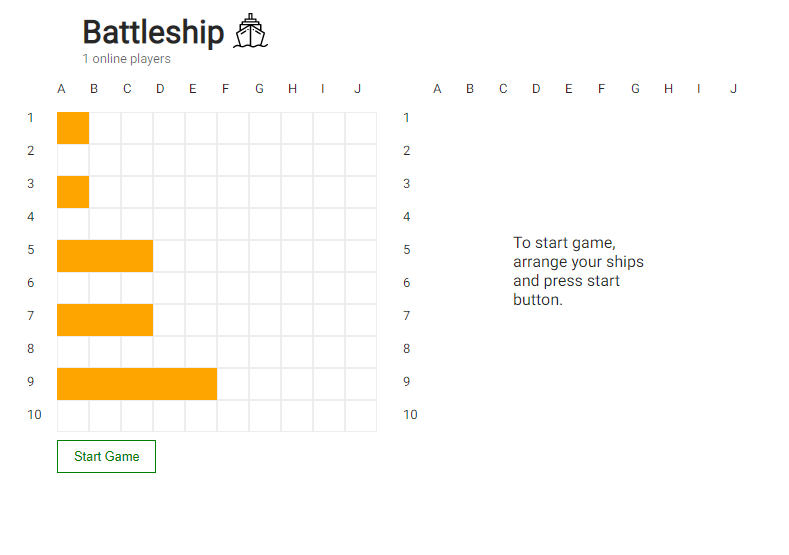 Battleship
1 online players
A B C D E F G H I J
1
2
3
4
5
6
7
8
9
10
Start Game
A B C D E F G H I J
1
2
3
4
5
6
7
8
9
10
To start game,
arrange your ships
and press start
button.